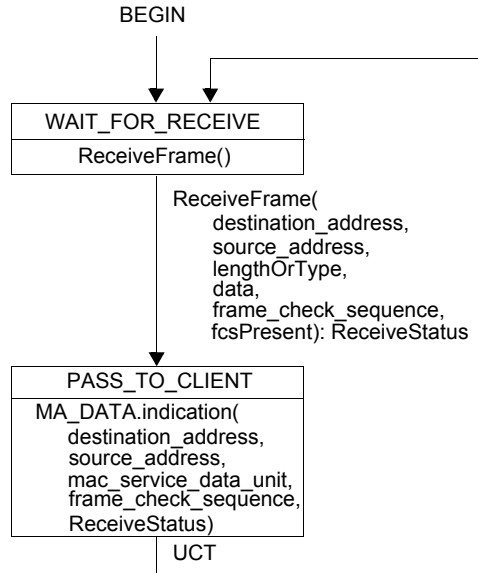 BEGIN
WAIT_FOR_RECEIVE
ReceiveFrame()
ReceiveFrame(
destination_address,
source_address,
lengthOrType,
data,
frame_check_sequence,
fcsPresent): ReceiveStatus
PASS_TO_CLIENT
MA_DATA.indication(
destination_address,
source_address,
mac_service_data_unit,
frame_check_sequence,
ReceiveStatus)
UCT